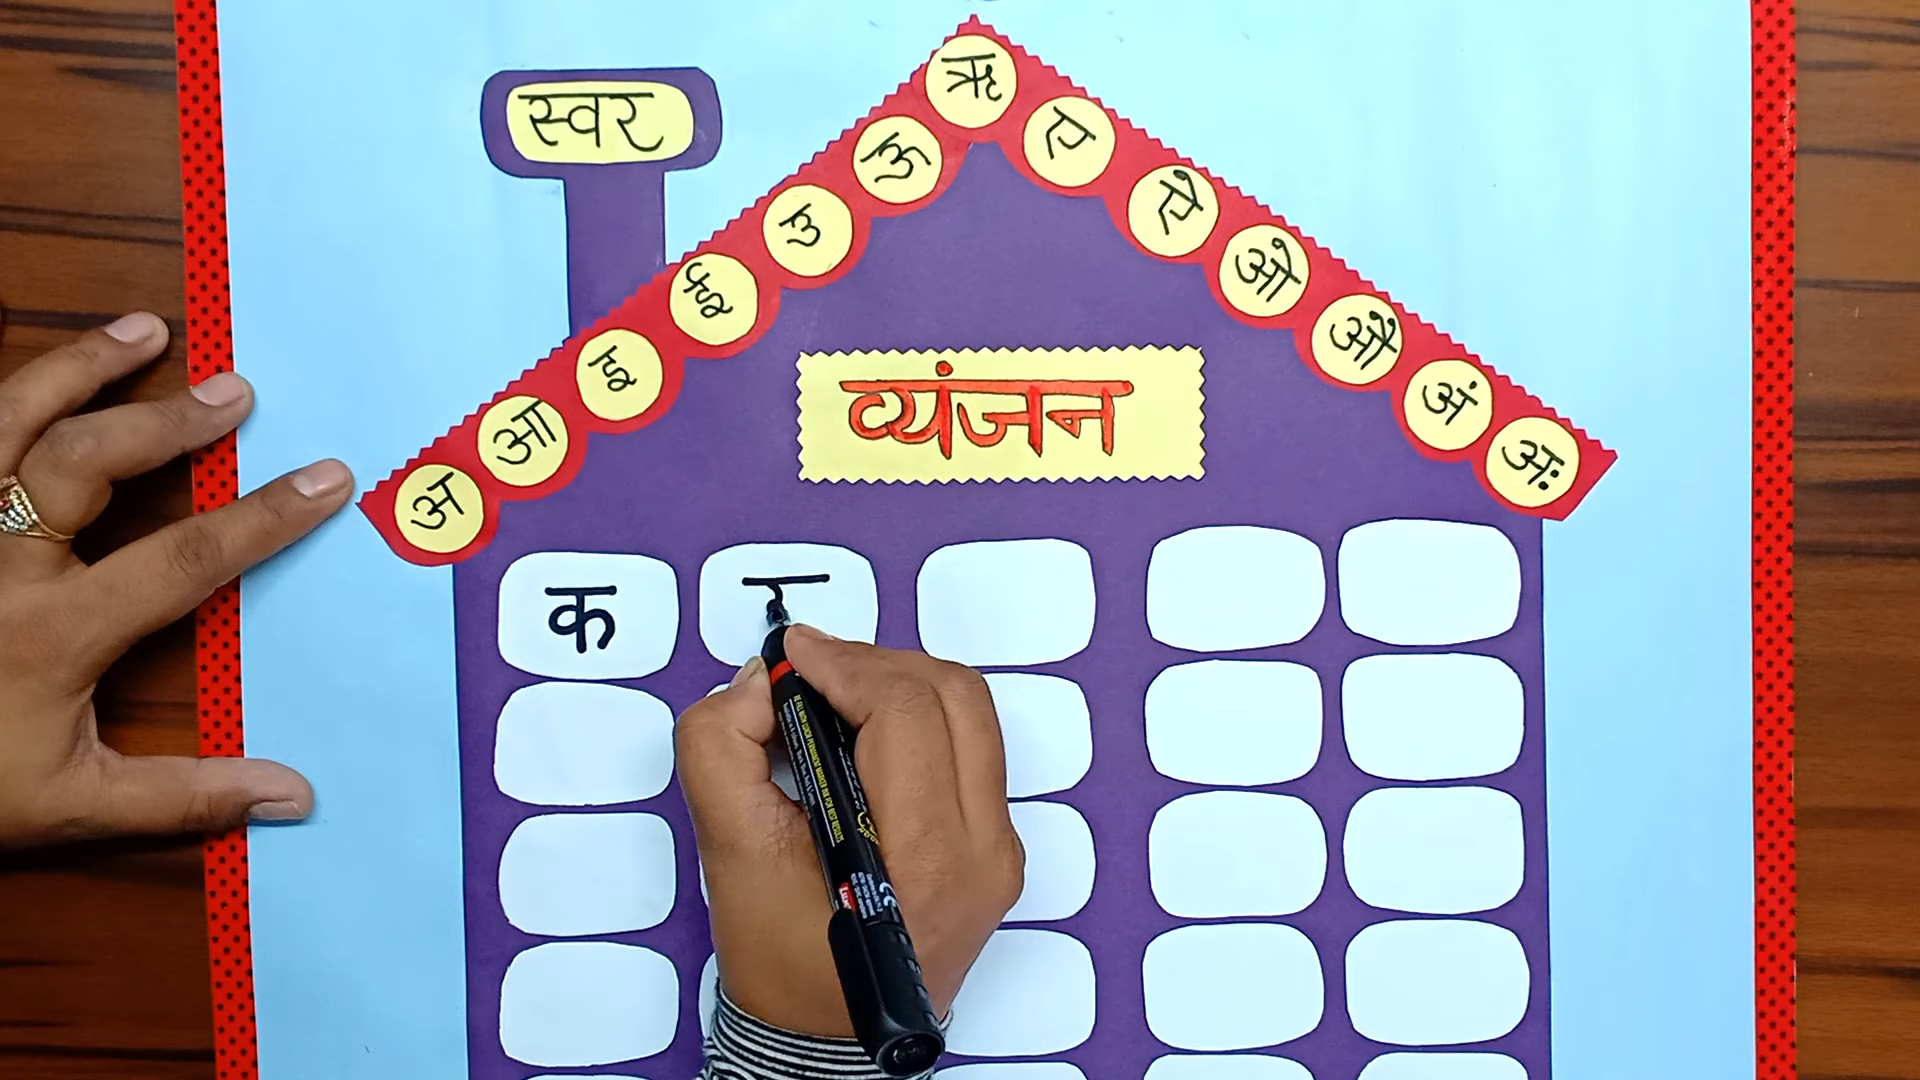 स्वर
अ आ इ ई उ ऊ ऋ ए ऐ ओ औ अं अः
व्यंजन
क